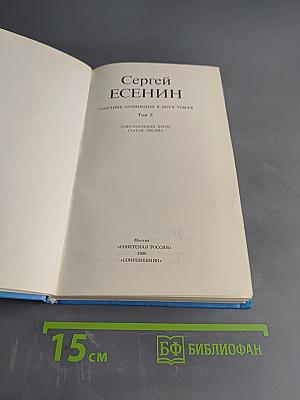 Сергей
ЕСЕНИН
СОБРАНИЕ СОЧИНЕНИЙ В ДВУХ ТОМАХ
Том 2
СТИХОТВОРЕНИЯ, ПРОЗА
СТАТЬИ, ПИСЬМА
Москва
«СОВЕТСКАЯ РОССИЯ»
1990
«СОВРЕМЕННИК»
15 см
БФ БИБЛИОФАН